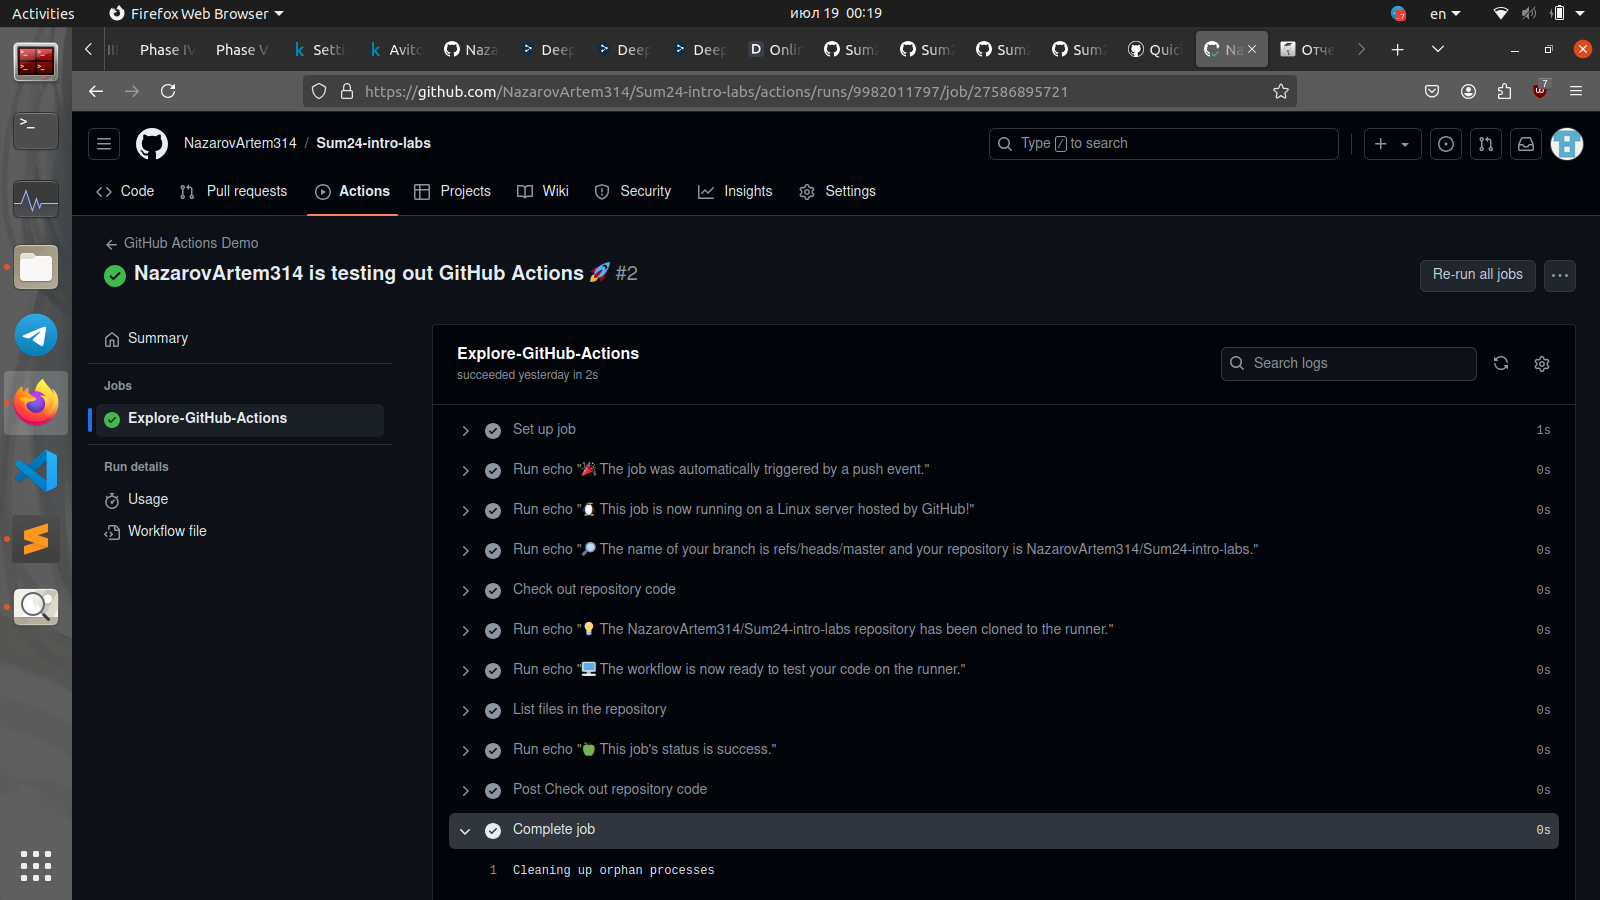 Activities
Firefox Web Browser
июл 19 00:19
en
Phase IV
Phase V
Setti
Avito
Naza
Deep
Deep
Deep
Onlin
Sum2
Sum2
Sum2
Sum2
Quic
Na
Отче
https://github.com/NazarovArtem314/Sum24-intro-labs/actions/runs/9982011797/job/27586895721
7
NazarovArtem314 / Sum24-intro-labs
Type / to search
Code
Pull requests
Actions
Projects
Wiki
Security
Insights
Settings
GitHub Actions Demo
NazarovArtem314 is testing out GitHub Actions 🚀 #2
Re-run all jobs
Summary
Jobs
Explore-GitHub-Actions
Run details
Usage
Workflow file
Explore-GitHub-Actions
succeeded yesterday in 2s
Search logs
Set up job 1s
Run echo "🎉 The job was automatically triggered by a push event." 0s
Run echo "🐧 This job is now running on a Linux server hosted by GitHub!" 0s
Run echo "🔎 The name of your branch is refs/heads/master and your repository is NazarovArtem314/Sum24-intro-labs." 0s
Check out repository code 0s
Run echo "💡 The NazarovArtem314/Sum24-intro-labs repository has been cloned to the runner." 0s
Run echo "🖥️ The workflow is now ready to test your code on the runner." 0s
List files in the repository 0s
Run echo "🍏 This job's status is success." 0s
Post Check out repository code 0s
Complete job 0s
1 Cleaning up orphan processes